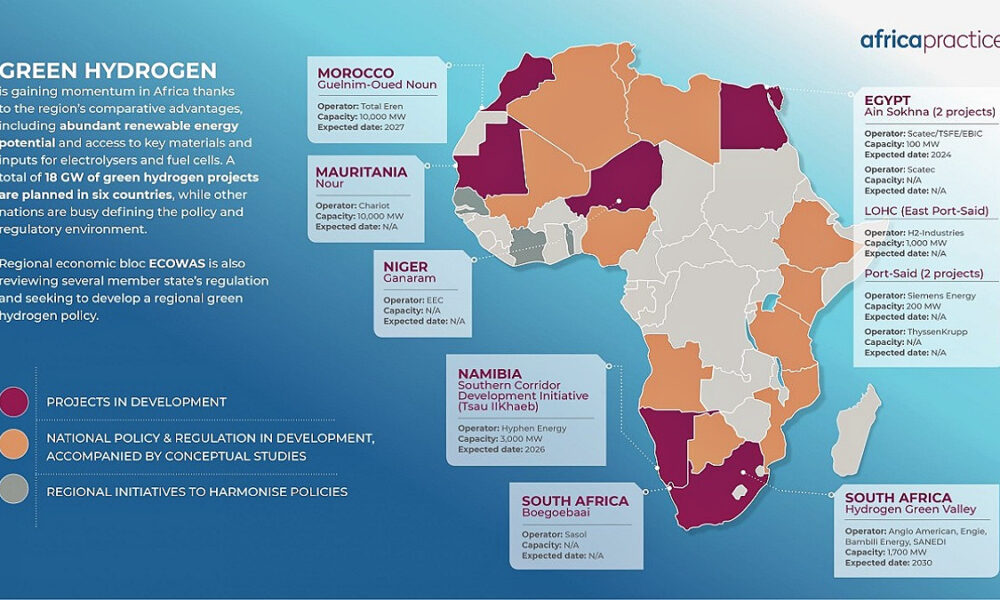 africapractice
GREEN HYDROGEN
is gaining momentum in Africa thanks
to the region's comparative advantages,
including abundant renewable energy
potential and access to key materials and
inputs for electrolysers and fuel cells. A
total of 18 GW of green hydrogen projects
are planned in six countries, while other
nations are busy defining the policy and
regulatory environment.
Regional economic bloc ECOWAS is also
reviewing several member state's regulation
and seeking to develop a regional green
hydrogen policy.
PROJECTS IN DEVELOPMENT
NATIONAL POLICY & REGULATION IN DEVELOPMENT,
ACCOMPANIED BY CONCEPTUAL STUDIES
REGIONAL INITIATIVES TO HARMONISE POLICIES
MOROCCO
Guelnim-Oued Noun
Operator: Total Eren
Capacity: 10,000 MW
Expected date: 2027
MAURITANIA
Nour
Operator: Chariot
Capacity: 10,000 MW
Expected date: N/A
NIGER
Ganaram
Operator: EEC
Capacity: N/A
Expected date: N/A
NAMIBIA
Southern Corridor
Development Initiative
(Tsau IIKhaeb)
Operator: Hyphen Energy
Capacity: 3,000 MW
Expected date: 2026
SOUTH AFRICA
Boegoebaai
Operator: Sasol
Capacity: N/A
Expected date: N/A
EGYPT
Ain Sokhna (2 projects)
Operator: Scatec/TSFE/EBIC
Capacity: 100 MW
Expected date: 2024
Operator: Scatec
Capacity: N/A
Expected date: N/A
LOHC (East Port-Said)
Operator: H2-Industries
Capacity: 1,000 MW
Expected date: N/A
Port-Said (2 projects)
Operator: Siemens Energy
Capacity: 200 MW
Expected date: N/A
Operator: ThyssenKrupp
Capacity: N/A
Expected date: N/A
SOUTH AFRICA
Hydrogen Green Valley
Operator: Anglo American, Engie,
Bambili Energy, SANEDI
Capacity: 1,700 MW
Expected date: 2030